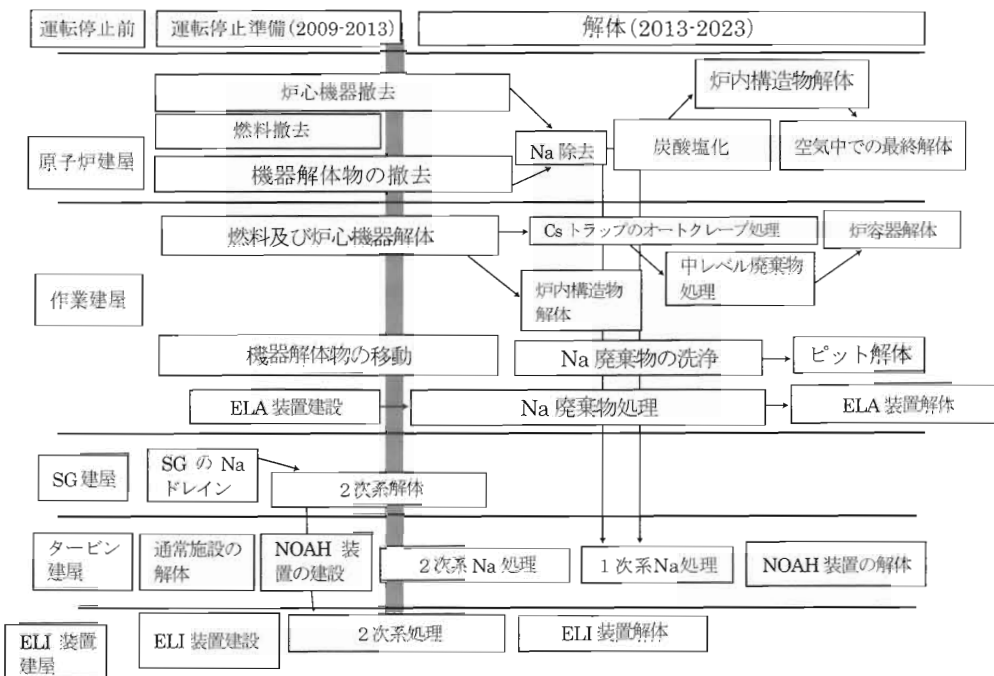 運転停止前
運転停止準備(2009-2013)
解体(2013-2023)
原子炉建屋
炉心機器撤去
燃料撤去
機器解体物の撤去
Na 除去
炭酸塩化
炉内構造物解体
空気中での最終解体
作業建屋
燃料及び炉心機器解体
Cs トラップのオートクレーブ処理
炉容器解体
中レベル廃棄物
処理
炉内構造物
解体
機器解体物の移動
Na 廃棄物の洗浄
ピット解体
ELA 装置建設
Na 廃棄物処理
ELA 装置解体
SG 建屋
SG の Na
ドレイン
2次系解体
タービン
建屋
通常施設の
解体
NOAH 装
置の建設
2次系 Na 処理
1次系Na処理
NOAH 装置の解体
ELI 装置
建屋
ELI 装置建設
2次系処理
ELI 装置解体